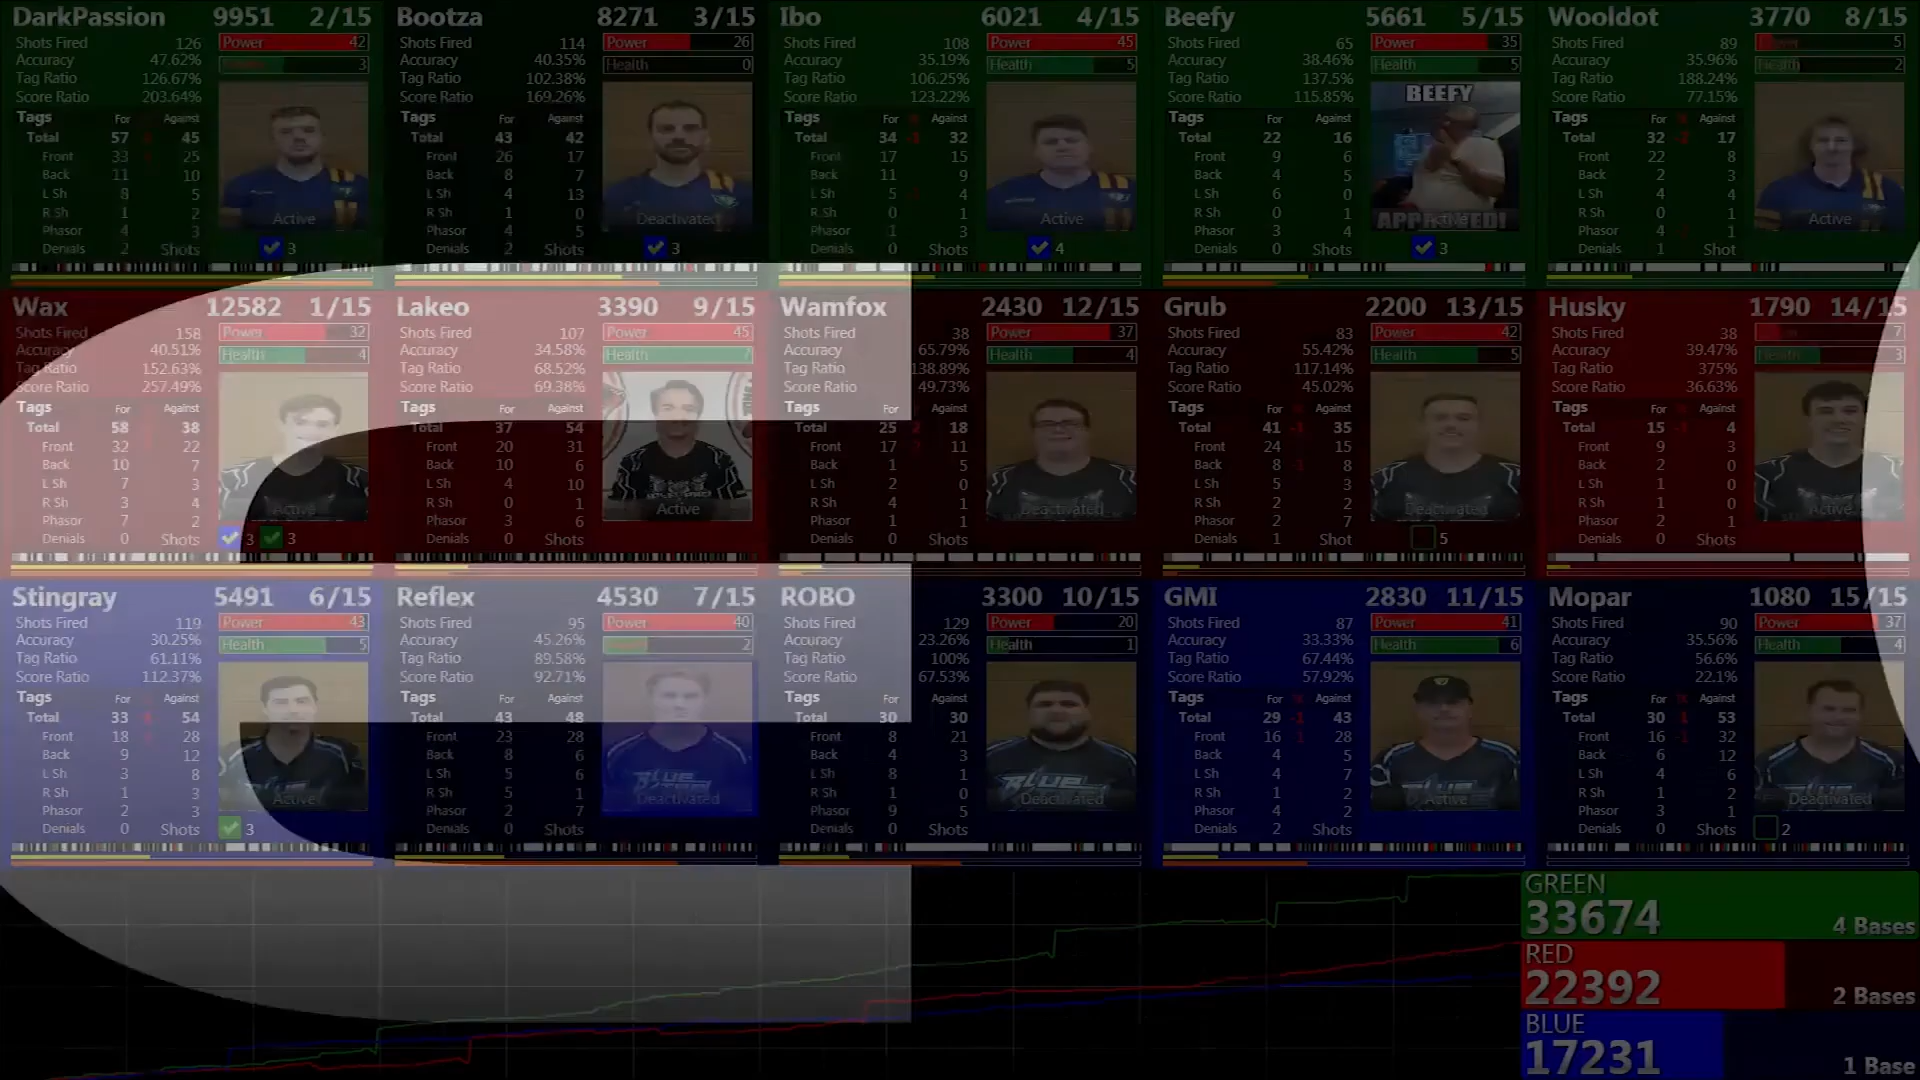 DarkPassion 9951 2/15
Shots Fired 126
Accuracy 47.62%
Tag Ratio 126.67%
Score Ratio 203.64%
Power 42
3
Tags For Against
Total 57 45
Front 33 25
Back 11 10
L Sh 8 5
R Sh 1 2
Phasor 4 3
Denials 2 Shots
Active
3
Bootza 8271 3/15
Shots Fired 114
Accuracy 40.35%
Tag Ratio 102.38%
Score Ratio 169.26%
Power 26
Health 0
Tags For Against
Total 43 42
Front 26 17
Back 8 7
L Sh 4 13
R Sh 1 0
Phasor 4 5
Denials 2 Shots
Deactivated
3
Ibo 6021 4/15
Shots Fired 108
Accuracy 35.19%
Tag Ratio 106.25%
Score Ratio 123.22%
Power 45
Health 5
Tags For Against
Total 34 -1 32
Front 17 15
Back 11 9
L Sh 5 4
R Sh 0 1
Phasor 1 3
Denials 0 Shots
Active
4
Beefy 5661 5/15
Shots Fired 65
Accuracy 38.46%
Tag Ratio 137.5%
Score Ratio 115.85%
Power 35
Health 5
Tags For Against
Total 22 16
Front 9 6
Back 4 5
L Sh 6 0
R Sh 0 1
Phasor 3 4
Denials 0 Shots
BEEFY
APPROVED!
3
Wooldot 3770 8/15
Shots Fired 89
Accuracy 35.96%
Tag Ratio 188.24%
Score Ratio 77.15%
Power 5
Health 2
Tags For Against
Total 32 -2 17
Front 22 8
Back 2 3
L Sh 4 4
R Sh 0 1
Phasor 4 1
Denials 1 Shot
Active
Wax 12582 1/15
Shots Fired 158
Accuracy 40.51%
Tag Ratio 152.63%
Score Ratio 257.49%
Power 32
Health 4
Tags For Against
Total 58 38
Front 32 22
Back 10 7
L Sh 7 3
R Sh 3 4
Phasor 7 2
Denials 0 Shots
Active
3 3
Lakeo 3390 9/15
Shots Fired 107
Accuracy 34.58%
Tag Ratio 68.52%
Score Ratio 69.38%
Power 45
Health 7
Tags For Against
Total 37 54
Front 20 31
Back 10 6
L Sh 4 10
R Sh 0 1
Phasor 3 6
Denials 0 Shots
Active
Wamfox 2430 12/15
Shots Fired 38
Accuracy 65.79%
Tag Ratio 138.89%
Score Ratio 49.73%
Power 37
Health 4
Tags For Against
Total 25 18
Front 17 11
Back 1 5
L Sh 2 0
R Sh 4 1
Phasor 1 1
Denials 0 Shots
Deactivated
Grub 2200 13/15
Shots Fired 83
Accuracy 55.42%
Tag Ratio 117.14%
Score Ratio 45.02%
Power 42
Health 5
Tags For Against
Total 41 -1 35
Front 24 15
Back 8 -1 8
L Sh 5 3
R Sh 2 2
Phasor 2 7
Denials 1 Shot
Deactivated
5
Husky 1790 14/15
Shots Fired 38
Accuracy 39.47%
Tag Ratio 375%
Score Ratio 36.63%
7
3
Tags For Against
Total 15 4
Front 9 3
Back 2 0
L Sh 1 0
R Sh 1 0
Phasor 2 1
Denials 0 Shots
Active
Stingray 5491 6/15
Shots Fired 119
Accuracy 30.25%
Tag Ratio 61.11%
Score Ratio 112.37%
Power 43
Health 5
Tags For Against
Total 33 54
Front 18 28
Back 9 12
L Sh 3 8
R Sh 1 3
Phasor 2 3
Denials 0 Shots
Active
3
Reflex 4530 7/15
Shots Fired 95
Accuracy 45.26%
Tag Ratio 89.58%
Score Ratio 92.71%
Power 40
2
Tags For Against
Total 43 48
Front 23 28
Back 8 6
L Sh 5 6
R Sh 5 1
Phasor 2 7
Denials 0 Shots
BLUE
Deactivated
ROBO 3300 10/15
Shots Fired 129
Accuracy 23.26%
Tag Ratio 100%
Score Ratio 67.53%
Power 20
Health 1
Tags For Against
Total 30 30
Front 8 21
Back 4 3
L Sh 8 1
R Sh 1 0
Phasor 9 5
Denials 0 Shots
BLUE
Deactivated
GMI 2830 11/15
Shots Fired 87
Accuracy 33.33%
Tag Ratio 67.44%
Score Ratio 57.92%
Power 41
Health 6
Tags For Against
Total 29 -1 43
Front 16 28
Back 4 5
L Sh 4 7
R Sh 1 2
Phasor 4 2
Denials 2 Shots
Active
Mopar 1080 15/15
Shots Fired 90
Accuracy 35.56%
Tag Ratio 56.6%
Score Ratio 22.1%
Power 37
Health 4
Tags For Against
Total 30 53
Front 16 32
Back 6 12
L Sh 4 6
R Sh 1 2
Phasor 3 1
Denials 0 Shots
Deactivated
2
GREEN
33674 4 Bases
RED
22392 2 Bases
BLUE
17231 1 Base